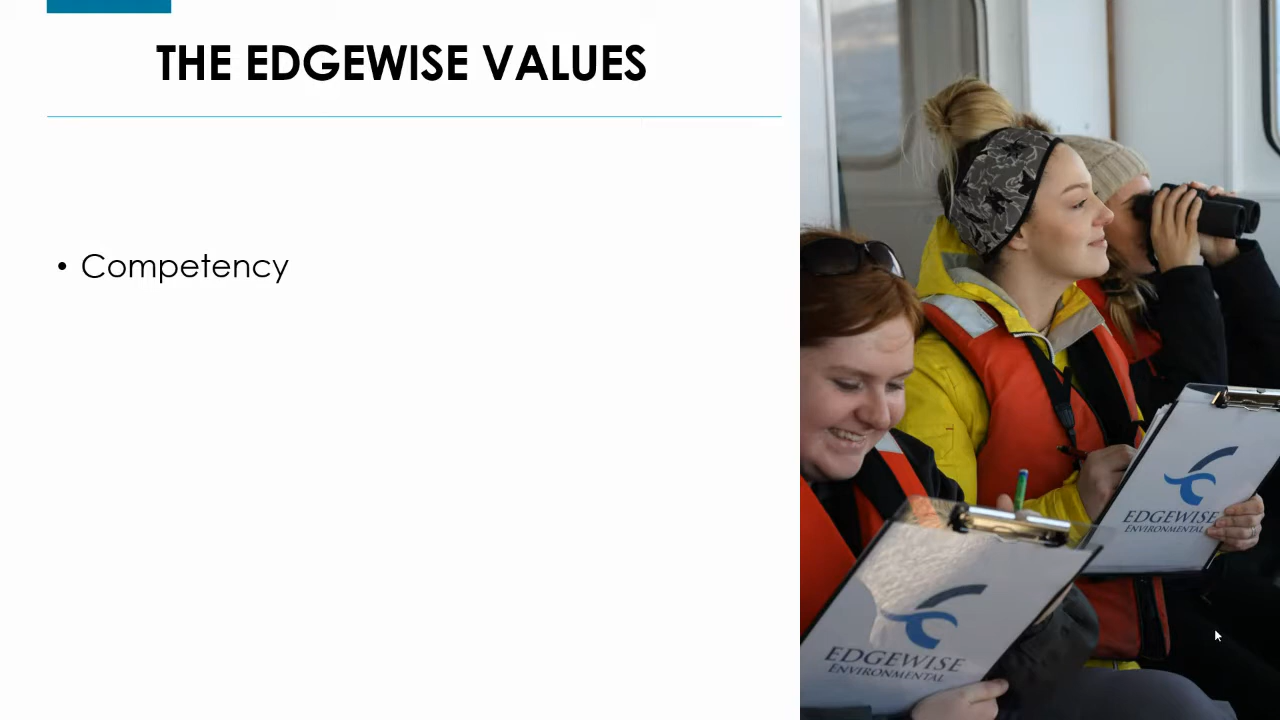 THE EDGEWISE VALUES
• Competency
EDGEWISE
ENVIRONMENTAL
EDGEWISE
ENVIRONMENTAL